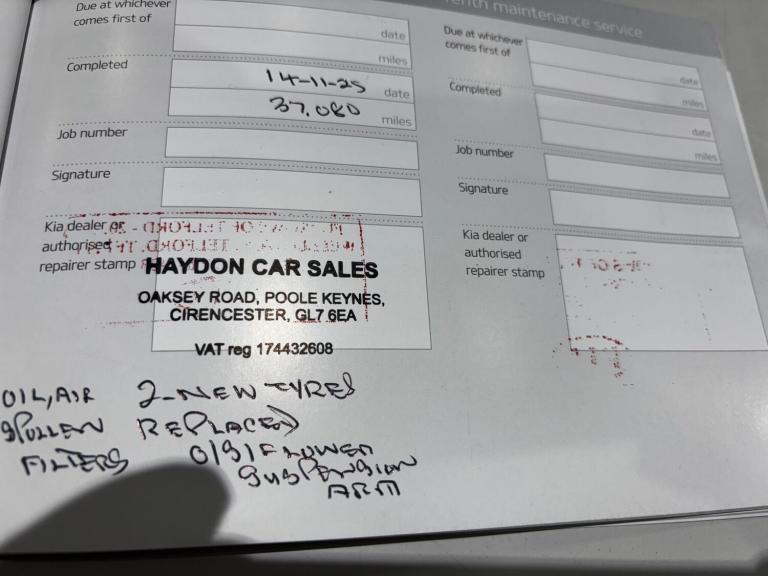 Due at whichever
comes first of
date
miles
Completed
14-11-25 date
37.080 miles
Job number
Signature
Kia dealer or
authorised
repairer stamp
HAYDON CAR SALES
OAKSEY ROAD, POOLE KEYNES,
CIRENCESTER, GL7 6EA
VAT reg 174432608
OIL, AIR
& POLLEN
FILTERS
2-NEW TYRES
REPLACED
O/S/F LOWER
SUSPENSION
ARM
maintenance service
Due at whichever
comes first of
date
miles
Completed
date
miles
Job number
Signature
Kia dealer or
authorised
repairer stamp